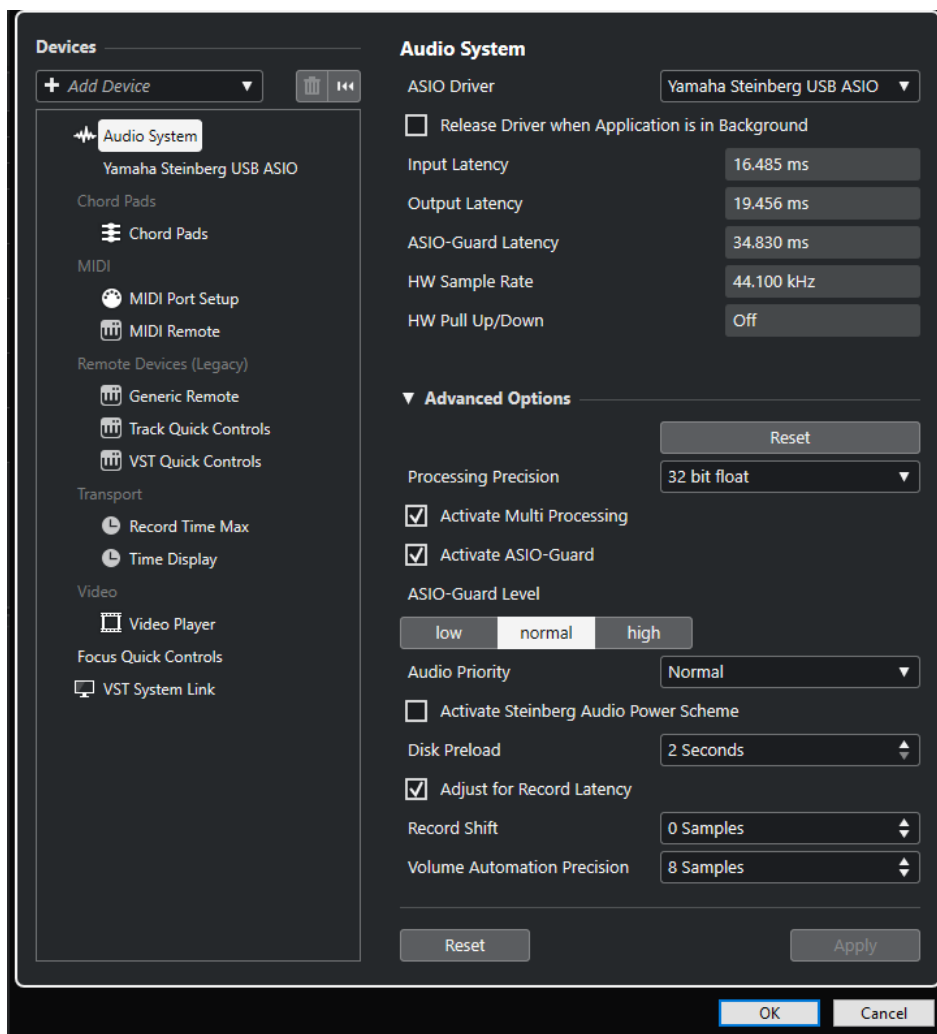 Devices
Add Device
Audio System
Yamaha Steinberg USB ASIO
Chord Pads
Chord Pads
MIDI
MIDI Port Setup
MIDI Remote
Remote Devices (Legacy)
Generic Remote
Track Quick Controls
VST Quick Controls
Transport
Record Time Max
Time Display
Video
Video Player
Focus Quick Controls
VST System Link
Audio System
ASIO Driver Yamaha Steinberg USB ASIO
Release Driver when Application is in Background
Input Latency 16.485 ms
Output Latency 19.456 ms
ASIO-Guard Latency 34.830 ms
HW Sample Rate 44.100 kHz
HW Pull Up/Down Off
Advanced Options
Reset
Processing Precision 32 bit float
Activate Multi Processing
Activate ASIO-Guard
ASIO-Guard Level
low normal high
Audio Priority Normal
Activate Steinberg Audio Power Scheme
Disk Preload 2 Seconds
Adjust for Record Latency
Record Shift 0 Samples
Volume Automation Precision 8 Samples
Reset Apply
OK Cancel